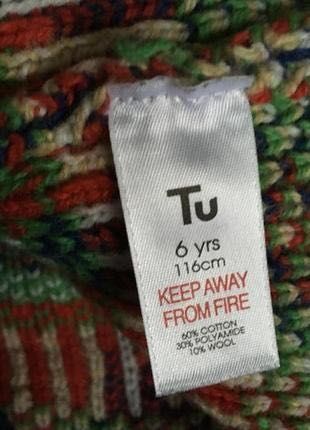 Tu
6 yrs
116cm
KEEP AWAY
FROM FIRE
60% COTTON
30% POLYAMIDE
10% WOOL